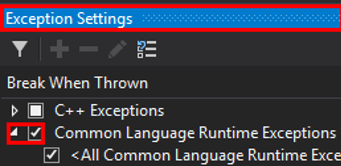 Exception Settings
Break When Thrown
C++ Exceptions
Common Language Runtime Exceptions
<All Common Language Runtime Exce